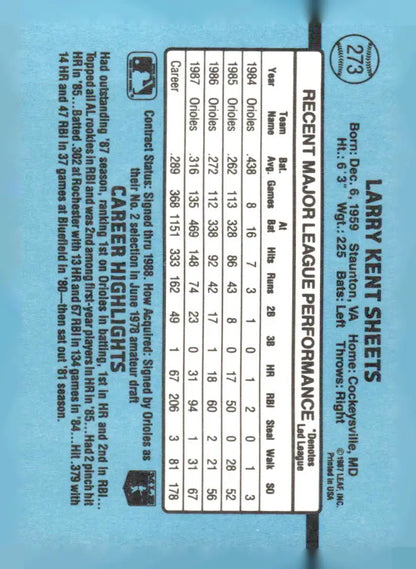 273
LARRY KENT SHEETS
Born: Dec. 6, 1959 Staunton, VA Home: Cockeysville, MD
Ht.: 6' 3" Wgt.: 225 Bats: Left Throws: Right
©1987 LEAF, INC.
Printed in USA
RECENT MAJOR LEAGUE PERFORMANCE *Denotes Led League
Year Team Name Bat. Avg. Games At Bat Hits Runs 2B 3B HR RBI Steal Walk SO
1984 Orioles .438 8 16 7 3 1 0 1 2 0 1 3
1985 Orioles .262 113 328 86 43 8 0 17 50 0 28 52
1986 Orioles .272 112 338 92 42 17 1 18 60 2 21 56
1987 Orioles .316 135 469 148 74 23 0 31 94 1 31 67
Career .289 368 1151 333 162 49 1 67 206 3 81 178
Contract Status: Signed thru 1988. How Acquired: Signed by Orioles as
their No. 2 selection in June 1978 amateur draft
CAREER HIGHLIGHTS
Had outstanding '87 season, ranking 1st on Orioles in batting, 1st in HR and 2nd in RBI...
Topped all AL rookies in RBI and was 2nd among first-year players in HR in '85... Had 2 pinch hit
HR in '85... Batted .302 at Rochester with 13 HR and 67 RBI in 134 games in '84... Hit .379 with
14 HR and 47 RBI in 37 games at Bluefield in '80—then sat out '81 season.